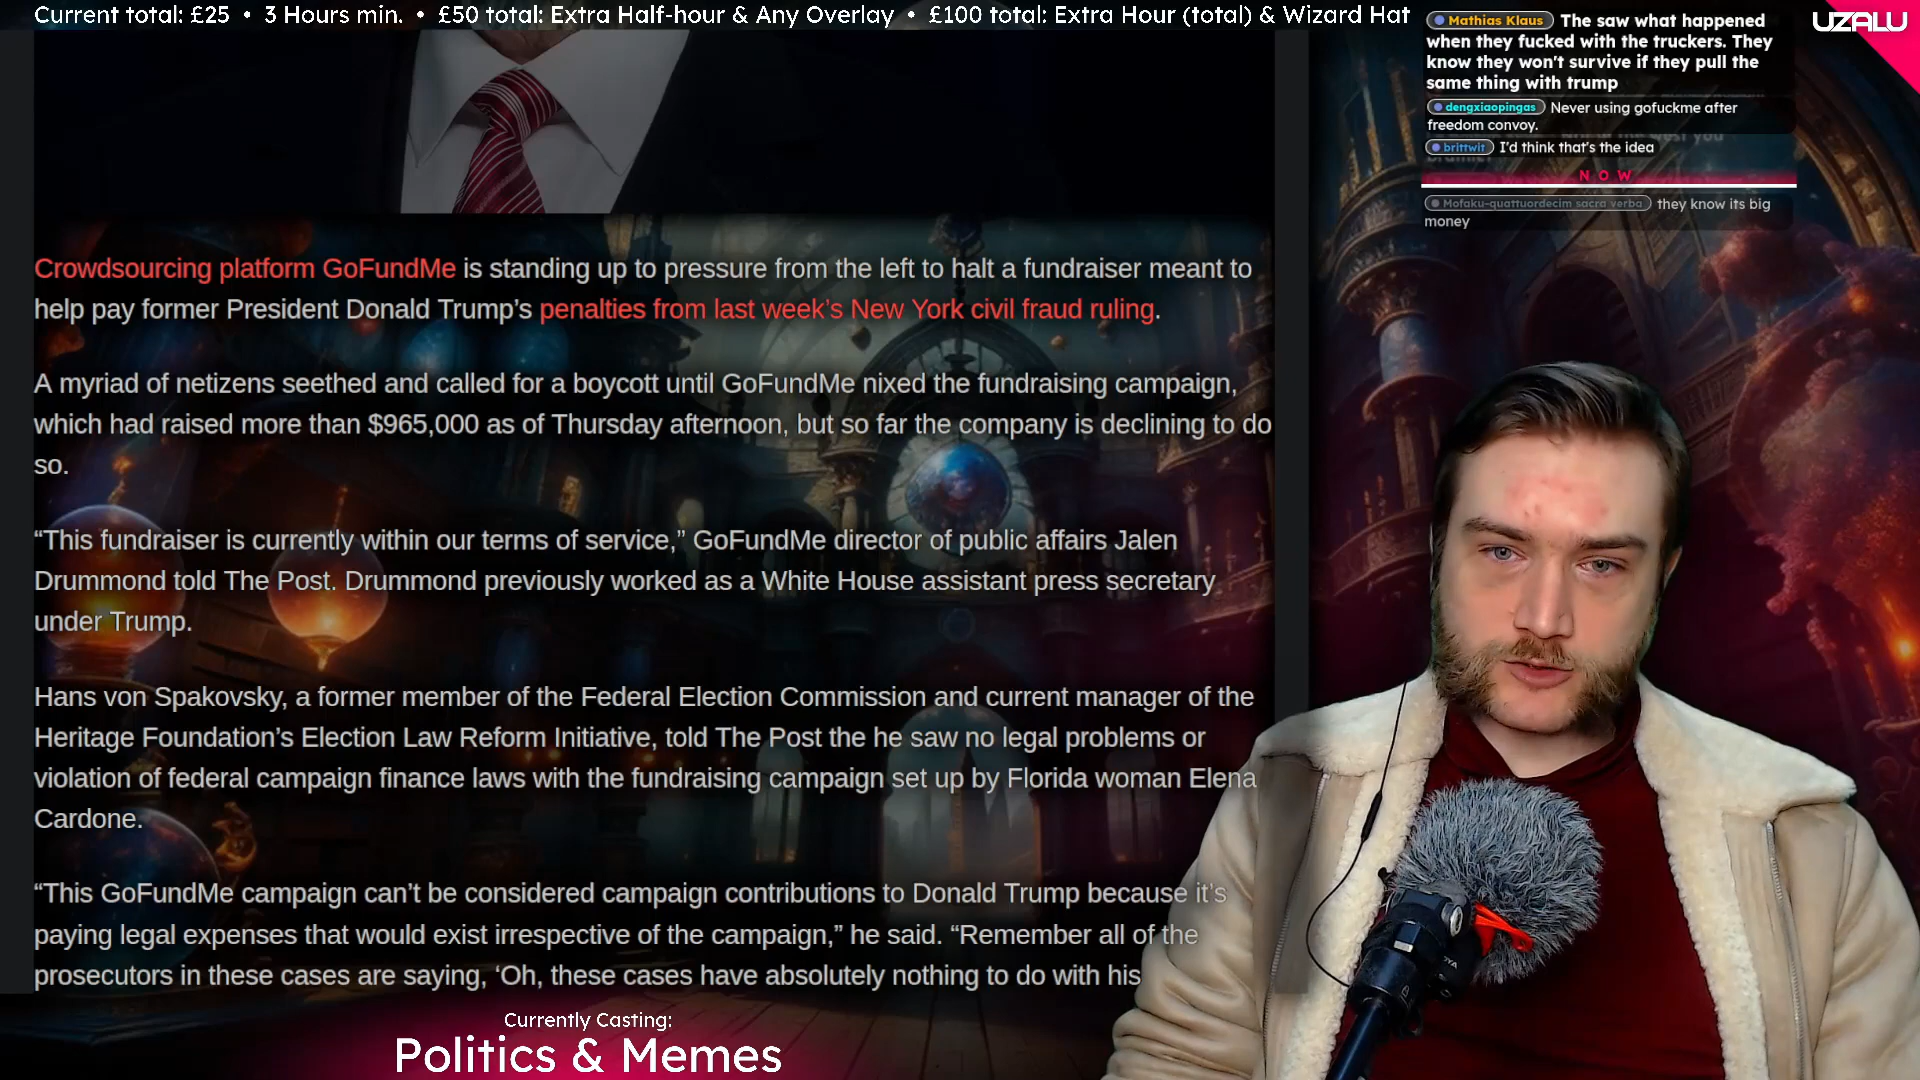 Current total: £25 • 3 Hours min. • £50 total: Extra Half-hour & Any Overlay • £100 total: Extra Hour (total) & Wizard Hat
UZALU
Mathias Klaus The saw what happened
when they fucked with the truckers. They
know they won't survive if they pull the
same thing with trump
dengxiaopingas Never using gofuckme after
freedom convoy.
brittwit I'd think that's the idea
NOW
Mofaku-quattuordecim sacra verba they know its big
money
Crowdsourcing platform GoFundMe is standing up to pressure from the left to halt a fundraiser meant to
help pay former President Donald Trump’s penalties from last week’s New York civil fraud ruling.
A myriad of netizens seethed and called for a boycott until GoFundMe nixed the fundraising campaign,
which had raised more than $965,000 as of Thursday afternoon, but so far the company is declining to do
so.
“This fundraiser is currently within our terms of service,” GoFundMe director of public affairs Jalen
Drummond told The Post. Drummond previously worked as a White House assistant press secretary
under Trump.
Hans von Spakovsky, a former member of the Federal Election Commission and current manager of the
Heritage Foundation’s Election Law Reform Initiative, told The Post the he saw no legal problems or
violation of federal campaign finance laws with the fundraising campaign set up by Florida woman Elena
Cardone.
“This GoFundMe campaign can’t be considered campaign contributions to Donald Trump because it’s
paying legal expenses that would exist irrespective of the campaign,” he said. “Remember all of the
prosecutors in these cases are saying, ‘Oh, these cases have absolutely nothing to do with his
Currently Casting:
Politics & Memes